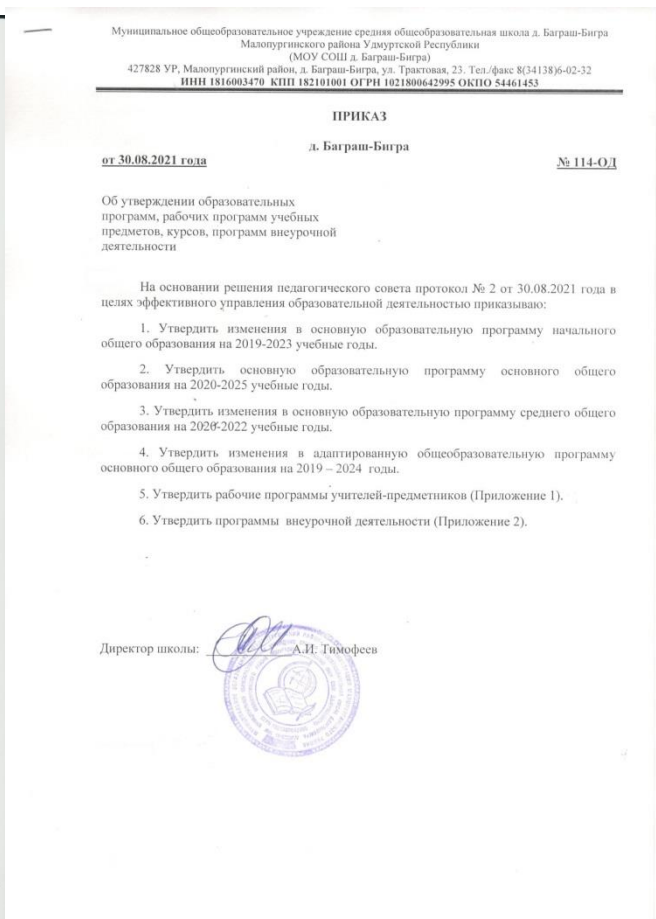 Муниципальное общеобразовательное учреждение средняя общеобразовательная школа д. Баграш-Бигра
Малопургинского района Удмуртской Республики
(МОУ СОШ д. Баграш-Бигра)
427828 УР, Малопургинский район, д. Баграш-Бигра, ул. Трактовая, 23. Тел./факс 8(34138)6-02-32
ИНН 1816003470 КПП 182101001 ОГРН 1021800642995 ОКПО 54461453
ПРИКАЗ
д. Баграш-Бигра
от 30.08.2021 года
№ 114-ОД
Об утверждении образовательных
программ, рабочих программ учебных
предметов, курсов, программ внеурочной
деятельности
На основании решения педагогического совета протокол № 2 от 30.08.2021 года в
целях эффективного управления образовательной деятельностью приказываю:
1. Утвердить изменения в основную образовательную программу начального
общего образования на 2019-2023 учебные годы.
2. Утвердить основную образовательную программу основного общего
образования на 2020-2025 учебные годы.
3. Утвердить изменения в основную образовательную программу среднего общего
образования на 2020-2022 учебные годы.
4. Утвердить изменения в адаптированную общеобразовательную программу
основного общего образования на 2019 – 2024 годы.
5. Утвердить рабочие программы учителей-предметников (Приложение 1).
6. Утвердить программы внеурочной деятельности (Приложение 2).
Директор школы: А.И. Тимофеев